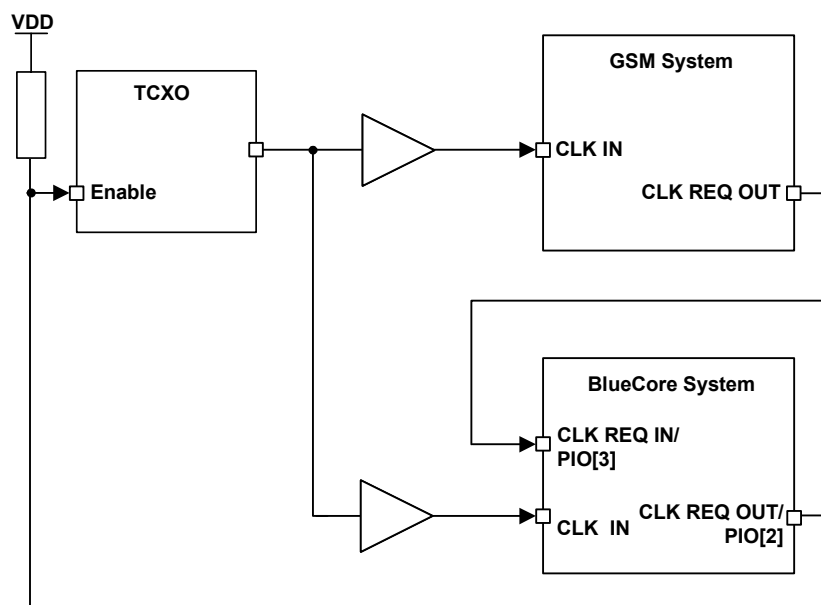 VDD
TCXO
Enable
GSM System
CLK IN
CLK REQ OUT
BlueCore System
CLK REQ IN/
PIO[3]
CLK REQ OUT/
PIO[2]
CLK IN